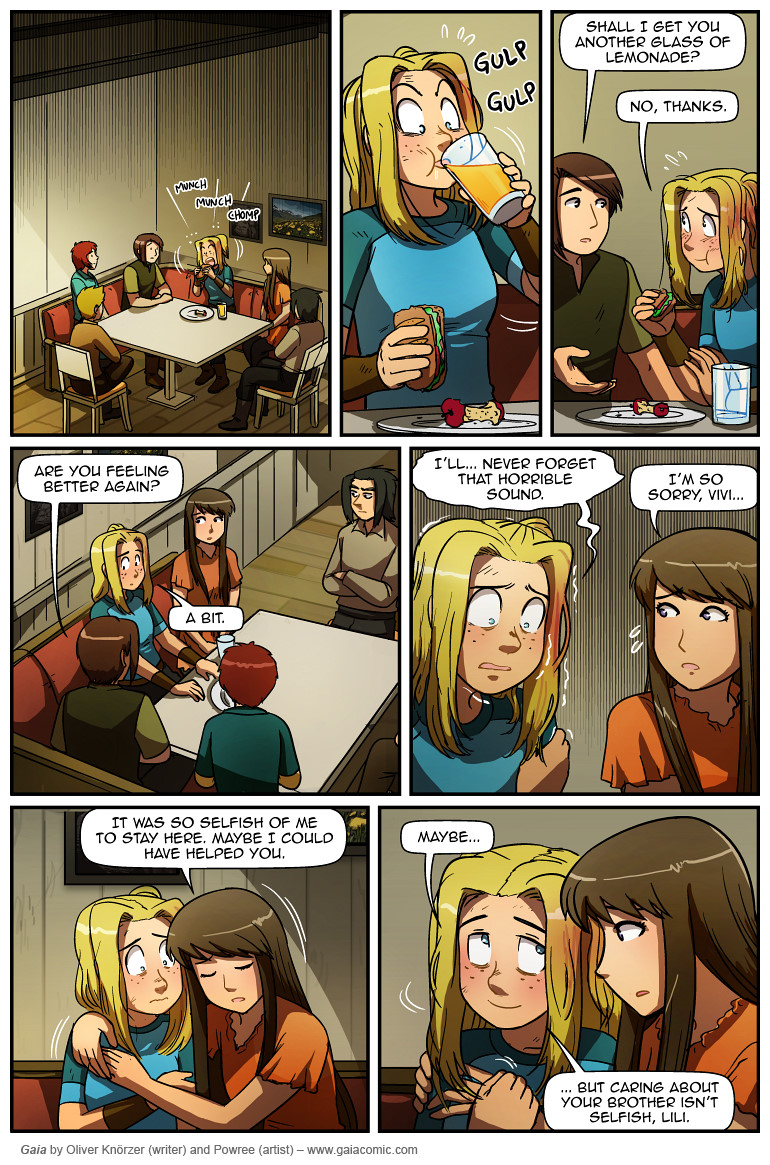 MUNCH
MUNCH
CHOMP
GULP
GULP
SHALL I GET YOU
ANOTHER GLASS OF
LEMONADE?
NO, THANKS.
ARE YOU FEELING
BETTER AGAIN?
A BIT.
I'LL... NEVER FORGET
THAT HORRIBLE
SOUND.
I'M SO
SORRY, VIVI...
IT WAS SO SELFISH OF ME
TO STAY HERE. MAYBE I COULD
HAVE HELPED YOU.
MAYBE...
... BUT CARING ABOUT
YOUR BROTHER ISN'T
SELFISH, LILI.
Gaia by Oliver Knörzer (writer) and Powree (artist) – www.gaiacomic.com